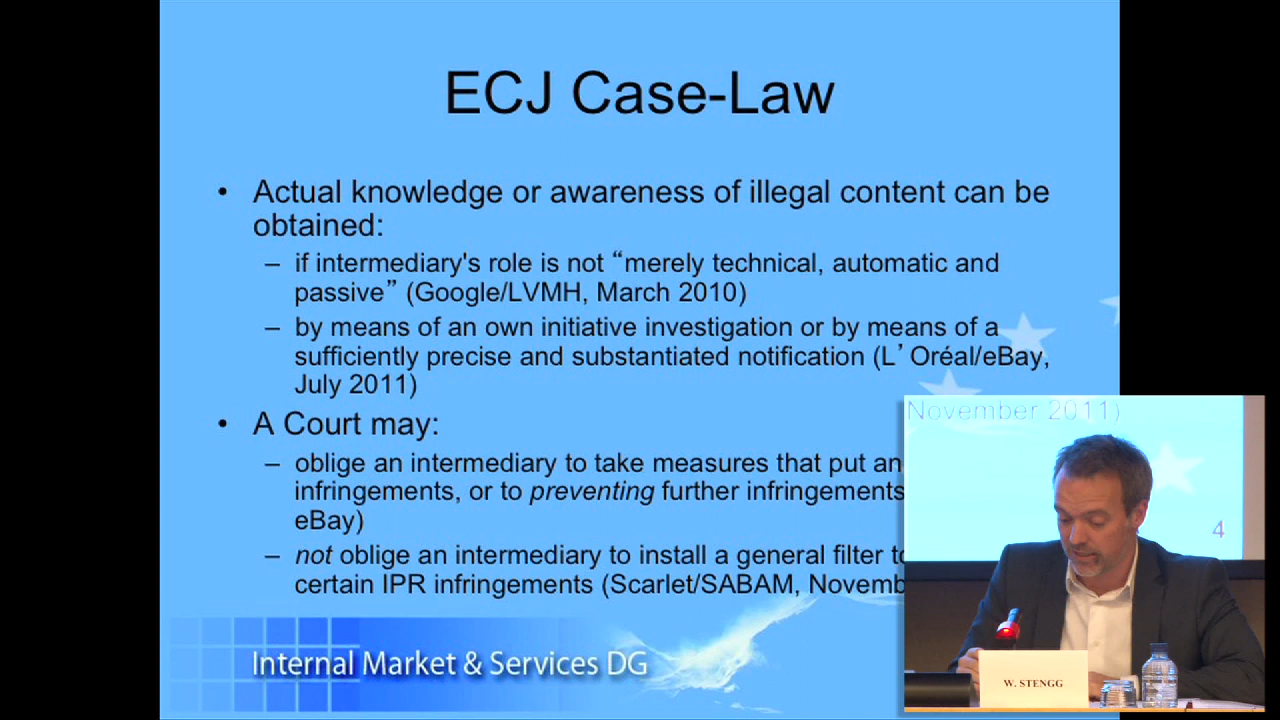 ECJ Case-Law
• Actual knowledge or awareness of illegal content can be
obtained:
– if intermediary's role is not “merely technical, automatic and
passive” (Google/LVMH, March 2010)
– by means of an own initiative investigation or by means of a
sufficiently precise and substantiated notification (L’Oréal/eBay,
July 2011)
• A Court may:
– oblige an intermediary to take measures that put an
infringements, or to preventing further infringements
eBay)
– not oblige an intermediary to install a general filter
certain IPR infringements (Scarlet/SABAM,
Internal Market & Services DG
November 2011)
4
W. STENGG